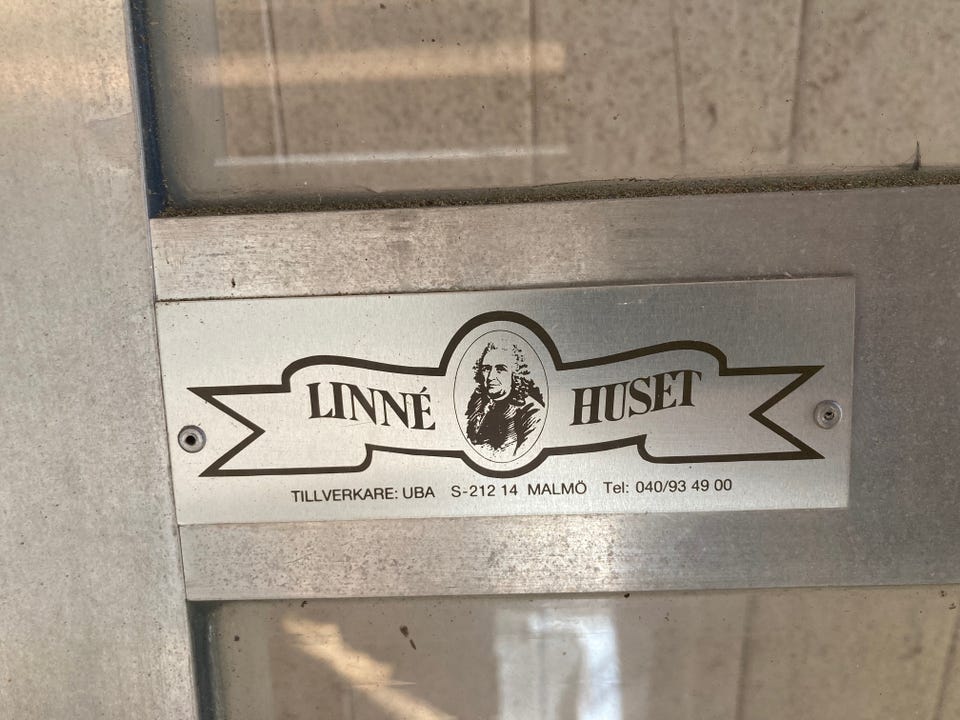 LINNÉ HUSET
TILLVERKARE: UBA S-212 14 MALMÖ Tel: 040/93 49 00